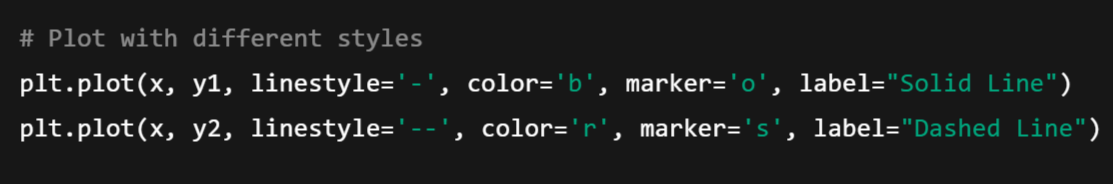 # Plot with different styles
plt.plot(x, y1, linestyle='-', color='b', marker='o', label="Solid Line")
plt.plot(x, y2, linestyle='--', color='r', marker='s', label="Dashed Line")